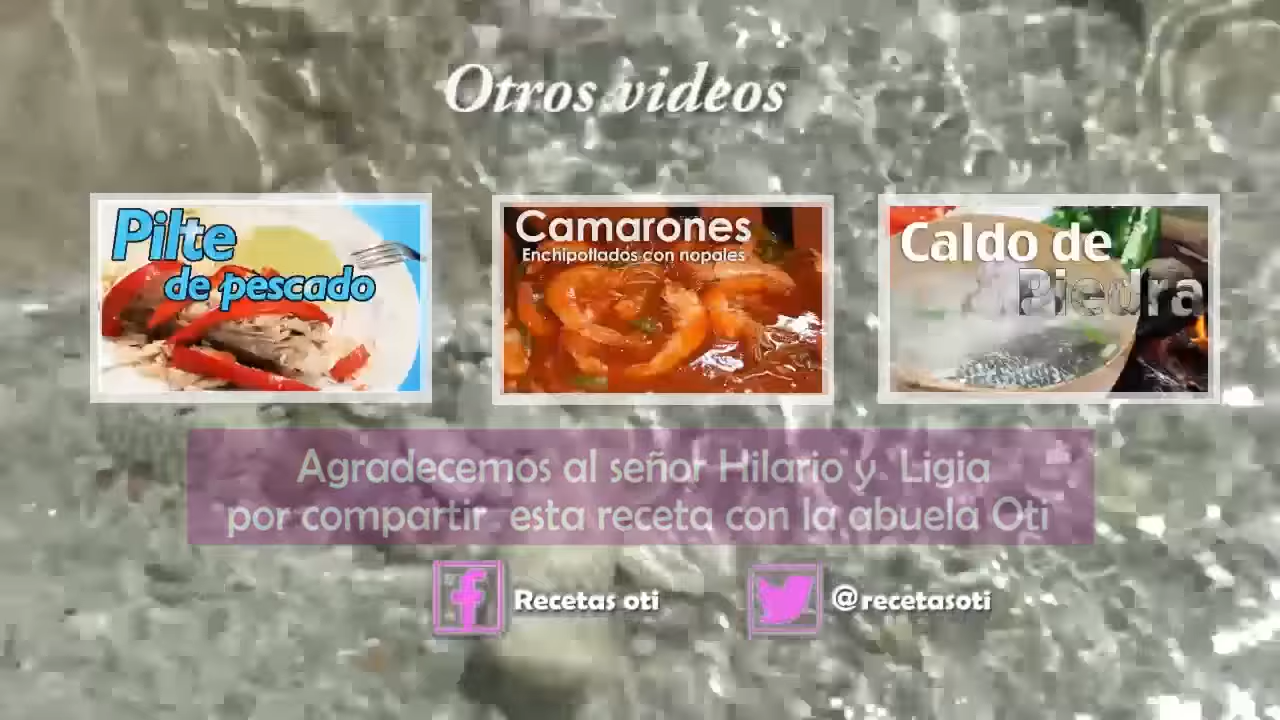 Otros videos
Pilte
de pescado
Camarones
Enchipotlados con nopales
Caldo de
Piedra
Agradecemos al señor Hilario y. Ligia
por compartir esta receta con la abuela Oti
Recetas oti
@recetasoti